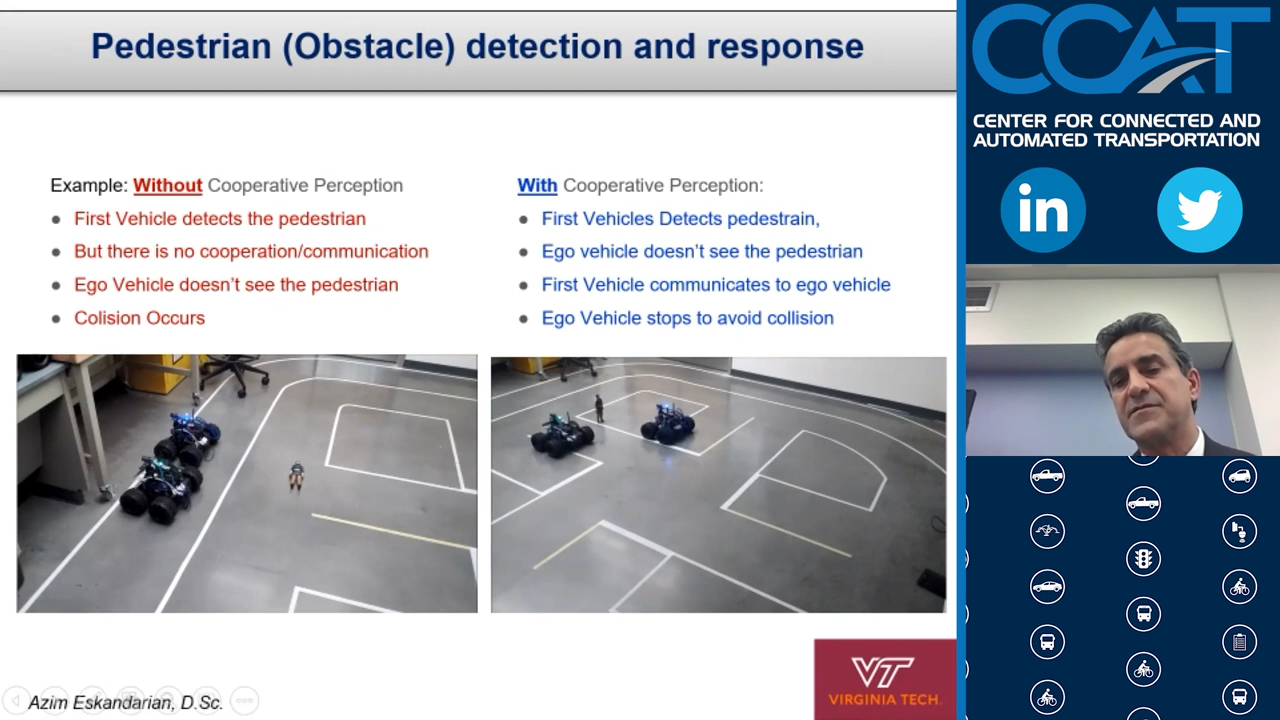 Pedestrian (Obstacle) detection and response
Example: Without Cooperative Perception
First Vehicle detects the pedestrian
But there is no cooperation/communication
Ego Vehicle doesn't see the pedestrian
Colision Occurs
With Cooperative Perception:
First Vehicles Detects pedestrain,
Ego vehicle doesn't see the pedestrian
First Vehicle communicates to ego vehicle
Ego Vehicle stops to avoid collision
Azim Eskandarian, D.Sc.
VT
VIRGINIA TECH.
CCAT
CENTER FOR CONNECTED AND
AUTOMATED TRANSPORTATION
in